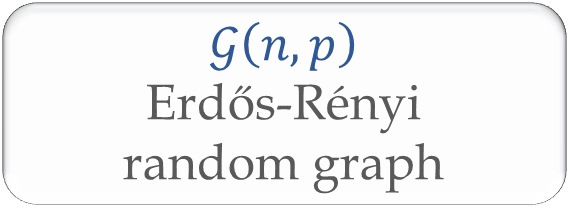 𝒢(n, p)
Erdős-Rényi
random graph